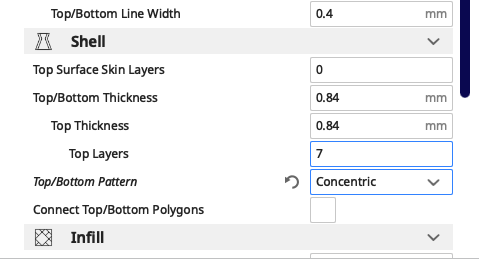 Top/Bottom Line Width 0.4 mm
Shell
Top Surface Skin Layers 0
Top/Bottom Thickness 0.84 mm
Top Thickness 0.84 mm
Top Layers 7
Top/Bottom Pattern Concentric
Connect Top/Bottom Polygons
Infill